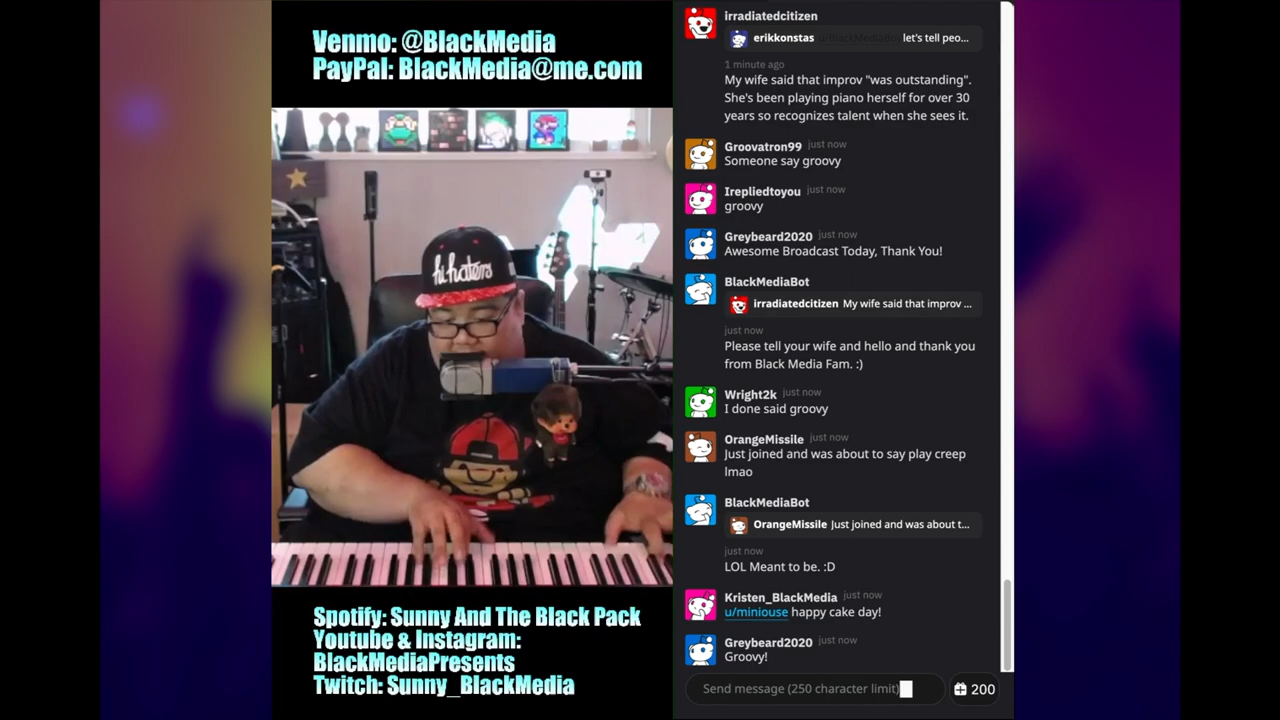 Venmo: @BlackMedia
PayPal: BlackMedia@me.com
hi haters
Spotify: Sunny And The Black Pack
Youtube & Instagram:
BlackMediaPresents
Twitch: Sunny_BlackMedia
irradiatedcitizen
erikkonstas u/BlackMediaBot let's tell peo...
1 minute ago
My wife said that improv "was outstanding".
She's been playing piano herself for over 30
years so recognizes talent when she sees it.
Groovatron99 just now
Someone say groovy
Irepliedtoyou just now
groovy
Greybeard2020 just now
Awesome Broadcast Today, Thank You!
BlackMediaBot
irradiatedcitizen My wife said that improv ...
just now
Please tell your wife and hello and thank you
from Black Media Fam. :)
Wright2k just now
I done said groovy
OrangeMissile just now
Just joined and was about to say play creep
lmao
BlackMediaBot
OrangeMissile Just joined and was about t...
just now
LOL Meant to be. :D
Kristen_BlackMedia just now
u/miniouse happy cake day!
Greybeard2020 just now
Groovy!
Send message (250 character limit)
200